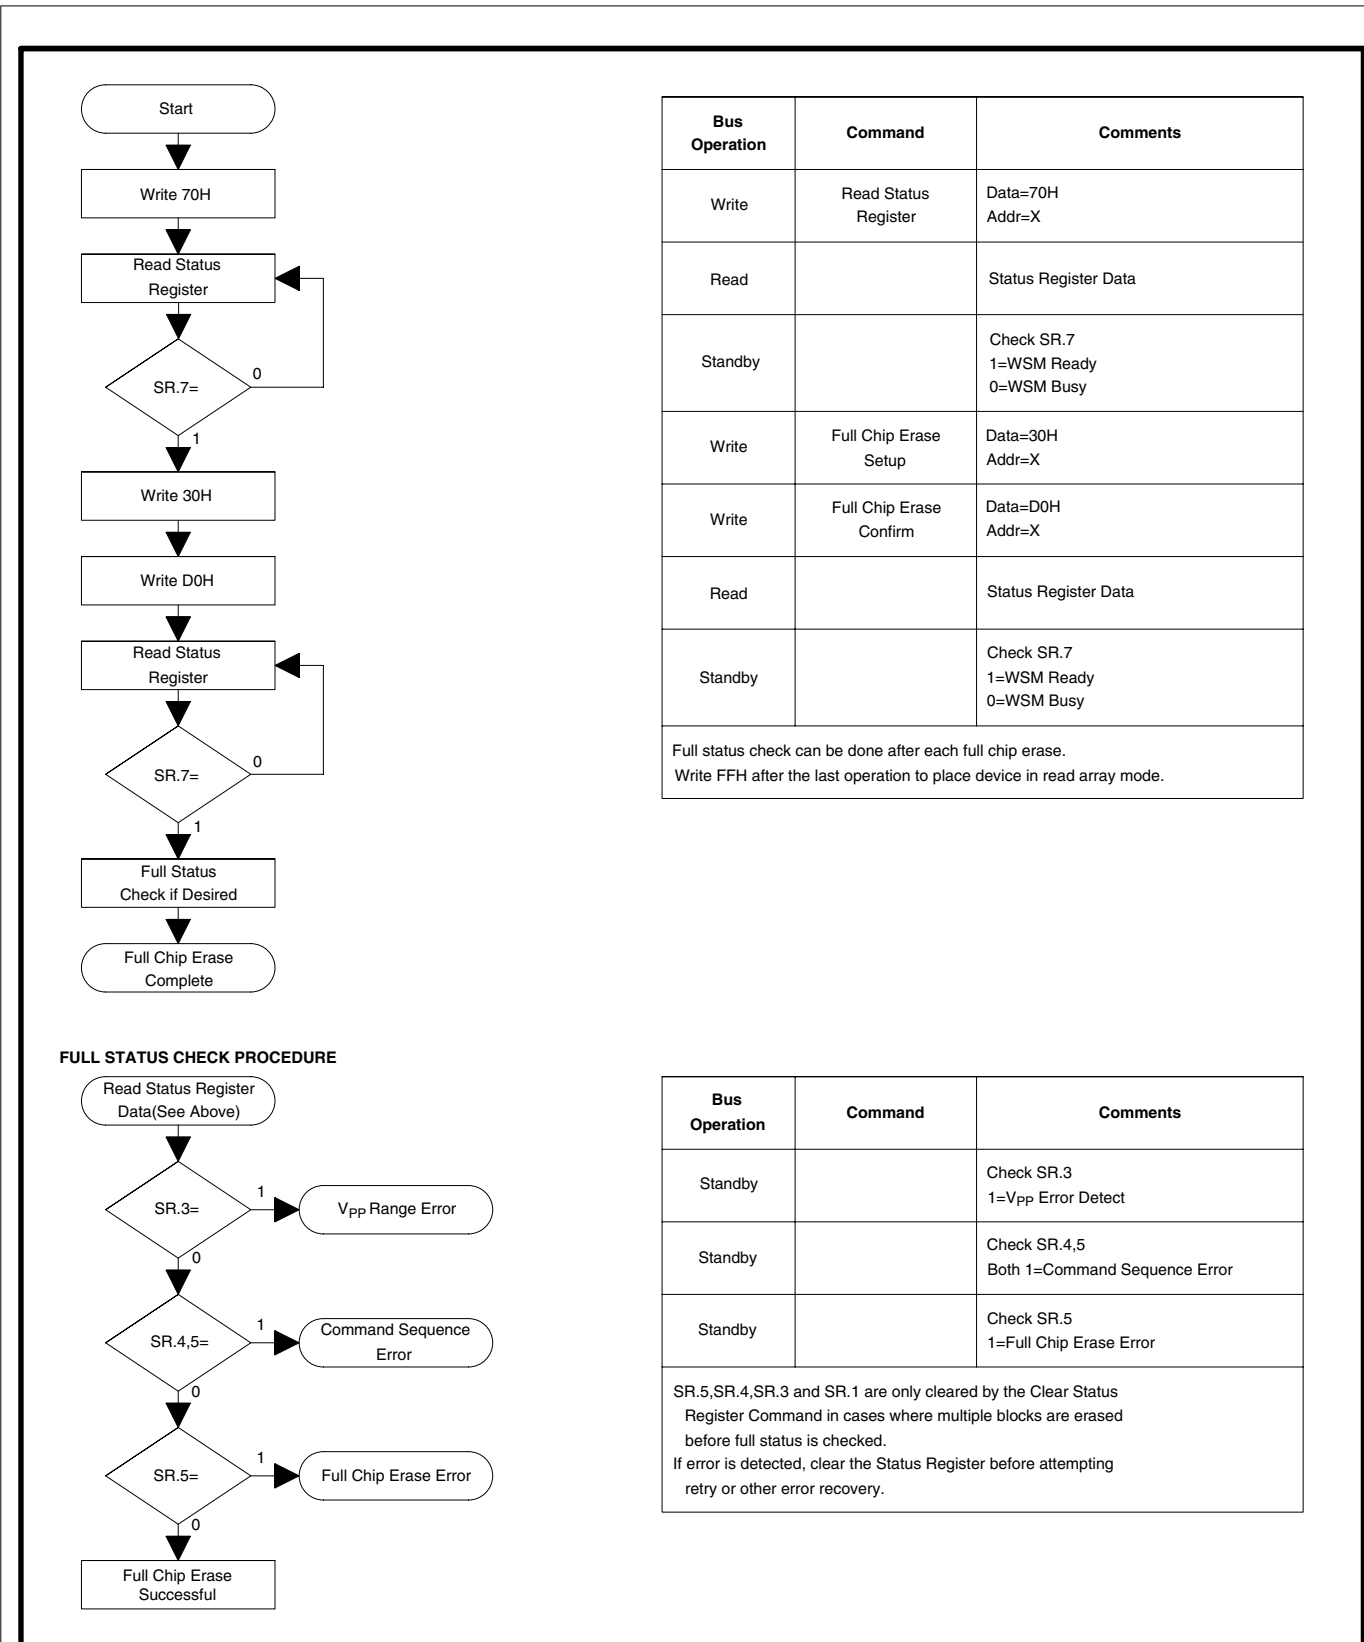 Start
Write 70H
Read Status
Register
SR.7=
0
1
Write 30H
Write D0H
Read Status
Register
SR.7=
0
1
Full Status
Check if Desired
Full Chip Erase
Complete
Bus
Operation
Command
Comments
Write
Read Status
Register
Data=70H
Addr=X
Read
Status Register Data
Standby
Check SR.7
1=WSM Ready
0=WSM Busy
Write
Full Chip Erase
Setup
Data=30H
Addr=X
Write
Full Chip Erase
Confirm
Data=D0H
Addr=X
Read
Status Register Data
Standby
Check SR.7
1=WSM Ready
0=WSM Busy
Full status check can be done after each full chip erase.
Write FFH after the last operation to place device in read array mode.
FULL STATUS CHECK PROCEDURE
Read Status Register
Data(See Above)
SR.3=
1
VPP Range Error
0
SR.4,5=
1
Command Sequence
Error
0
SR.5=
1
Full Chip Erase Error
0
Full Chip Erase
Successful
Bus
Operation
Command
Comments
Standby
Check SR.3
1=VPP Error Detect
Standby
Check SR.4,5
Both 1=Command Sequence Error
Standby
Check SR.5
1=Full Chip Erase Error
SR.5,SR.4,SR.3 and SR.1 are only cleared by the Clear Status
Register Command in cases where multiple blocks are erased
before full status is checked.
If error is detected, clear the Status Register before attempting
retry or other error recovery.